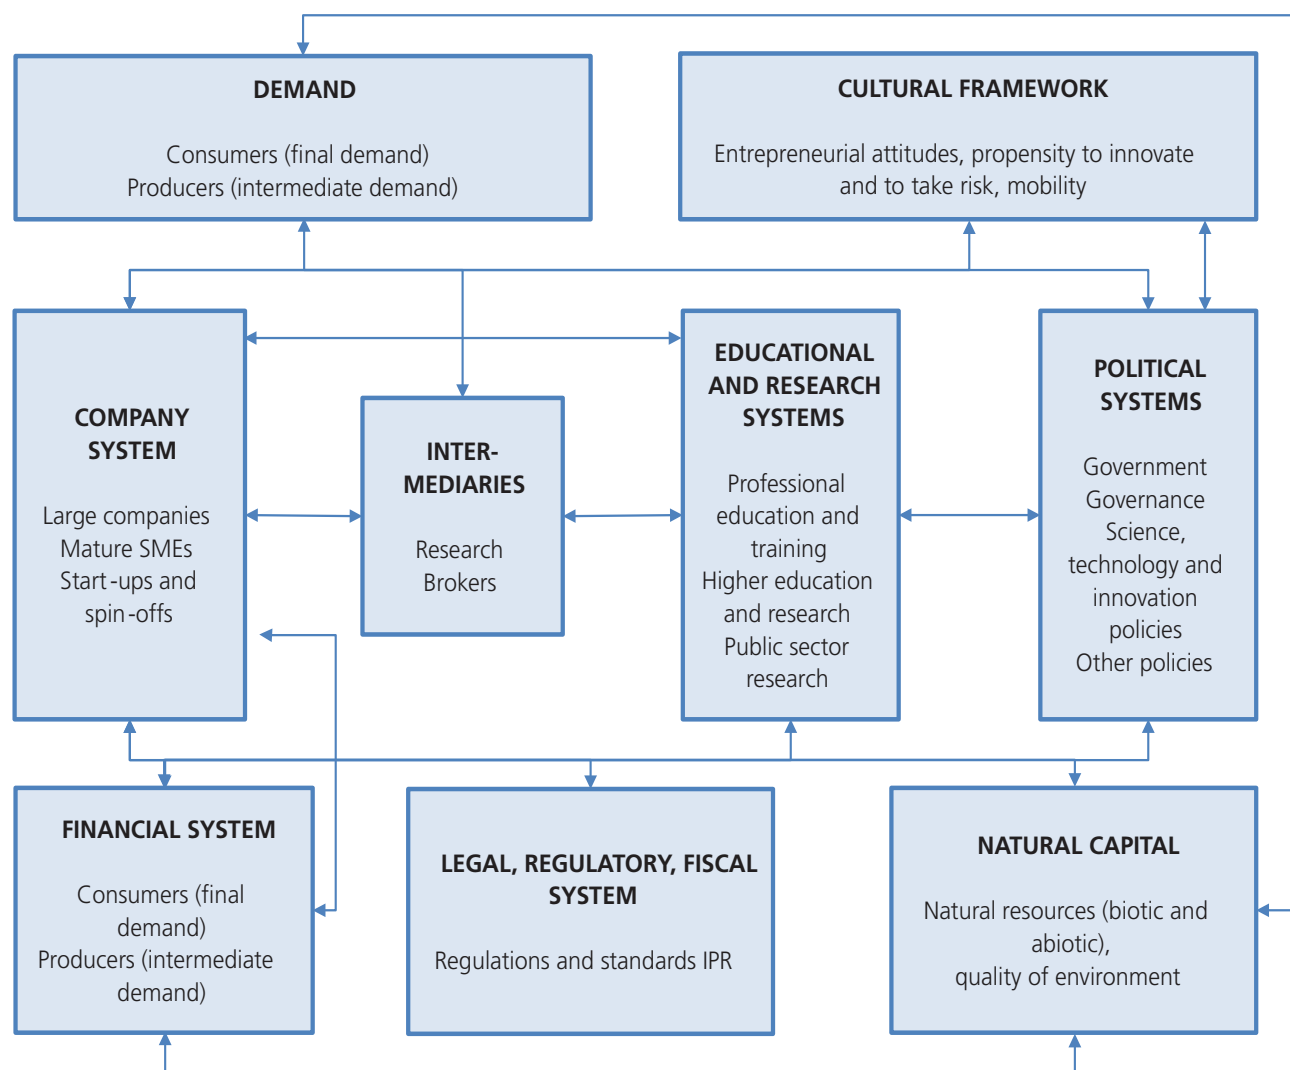 DEMAND
Consumers (final demand)
Producers (intermediate demand)
CULTURAL FRAMEWORK
Entrepreneurial attitudes, propensity to innovate
and to take risk, mobility
COMPANY
SYSTEM
Large companies
Mature SMEs
Start-ups and
spin-offs
INTER-
MEDIARIES
Research
Brokers
EDUCATIONAL
AND RESEARCH
SYSTEMS
Professional
education and
training
Higher education
and research
Public sector
research
POLITICAL
SYSTEMS
Government
Governance
Science,
technology and
innovation
policies
Other policies
FINANCIAL SYSTEM
Consumers (final
demand)
Producers (intermediate
demand)
LEGAL, REGULATORY, FISCAL
SYSTEM
Regulations and standards IPR
NATURAL CAPITAL
Natural resources (biotic and
abiotic),
quality of environment